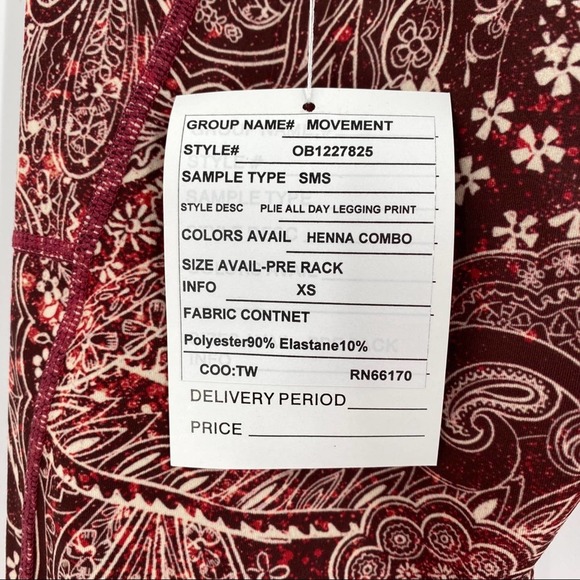 GROUP NAME# MOVEMENT
STYLE# OB1227825
SAMPLE TYPE SMS
STYLE DESC PLIE ALL DAY LEGGING PRINT
COLORS AVAIL HENNA COMBO
SIZE AVAIL-PRE RACK
INFO XS
FABRIC CONTNET
Polyester90% Elastane10%
COO:TW RN66170
DELIVERY PERIOD
PRICE